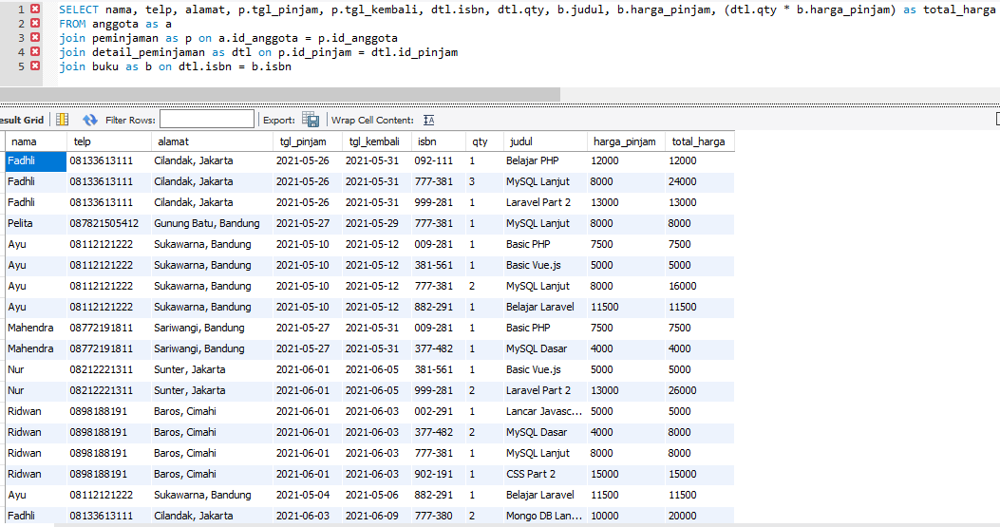 1 SELECT nama, telp, alamat, p.tgl_pinjam, p.tgl_kembali, dtl.isbn, dtl.qty, b.judul, b.harga_pinjam, (dtl.qty * b.harga_pinjam) as total_harga
2 FROM anggota as a
3 join peminjaman as p on a.id_anggota = p.id_anggota
4 join detail_peminjaman as dtl on p.id_pinjam = dtl.id_pinjam
5 join buku as b on dtl.isbn = b.isbn
esult Grid Filter Rows: Export: Wrap Cell Content:
nama telp alamat tgl_pinjam tgl_kembali isbn qty judul harga_pinjam total_harga
Fadhli 08133613111 Cilandak, Jakarta 2021-05-26 2021-05-31 092-111 1 Belajar PHP 12000 12000
Fadhli 08133613111 Cilandak, Jakarta 2021-05-26 2021-05-31 777-381 3 MySQL Lanjut 8000 24000
Fadhli 08133613111 Cilandak, Jakarta 2021-05-26 2021-05-31 999-281 1 Laravel Part 2 13000 13000
Pelita 087821505412 Gunung Batu, Bandung 2021-05-27 2021-05-29 777-381 1 MySQL Lanjut 8000 8000
Ayu 08112121222 Sukawarna, Bandung 2021-05-10 2021-05-12 009-281 1 Basic PHP 7500 7500
Ayu 08112121222 Sukawarna, Bandung 2021-05-10 2021-05-12 381-561 1 Basic Vue.js 5000 5000
Ayu 08112121222 Sukawarna, Bandung 2021-05-10 2021-05-12 777-381 2 MySQL Lanjut 8000 16000
Ayu 08112121222 Sukawarna, Bandung 2021-05-10 2021-05-12 882-291 1 Belajar Laravel 11500 11500
Mahendra 08772191811 Sariwangi, Bandung 2021-05-27 2021-05-31 009-281 1 Basic PHP 7500 7500
Mahendra 08772191811 Sariwangi, Bandung 2021-05-27 2021-05-31 377-482 1 MySQL Dasar 4000 4000
Nur 08212221311 Sunter, Jakarta 2021-06-01 2021-06-05 381-561 1 Basic Vue.js 5000 5000
Nur 08212221311 Sunter, Jakarta 2021-06-01 2021-06-05 999-281 2 Laravel Part 2 13000 26000
Ridwan 0898188191 Baros, Cimahi 2021-06-01 2021-06-03 002-291 1 Lancar Javasc... 5000 5000
Ridwan 0898188191 Baros, Cimahi 2021-06-01 2021-06-03 377-482 2 MySQL Dasar 4000 8000
Ridwan 0898188191 Baros, Cimahi 2021-06-01 2021-06-03 777-381 1 MySQL Lanjut 8000 8000
Ridwan 0898188191 Baros, Cimahi 2021-06-01 2021-06-03 902-191 1 CSS Part 2 15000 15000
Ayu 08112121222 Sukawarna, Bandung 2021-05-04 2021-05-06 882-291 1 Belajar Laravel 11500 11500
Fadhli 08133613111 Cilandak, Jakarta 2021-06-03 2021-06-09 777-380 2 Mongo DB Lan... 10000 20000